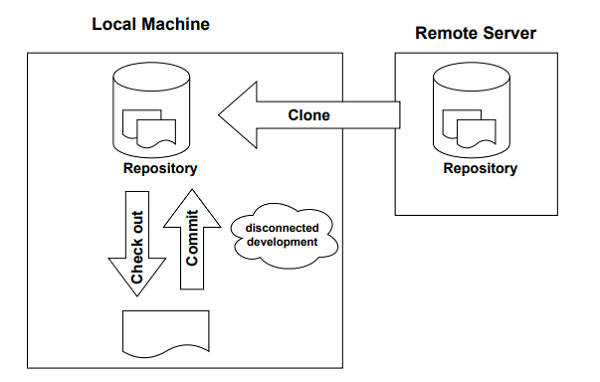 Local Machine
Remote Server
Clone
Repository
Repository
Check out
Commit
disconnected
development